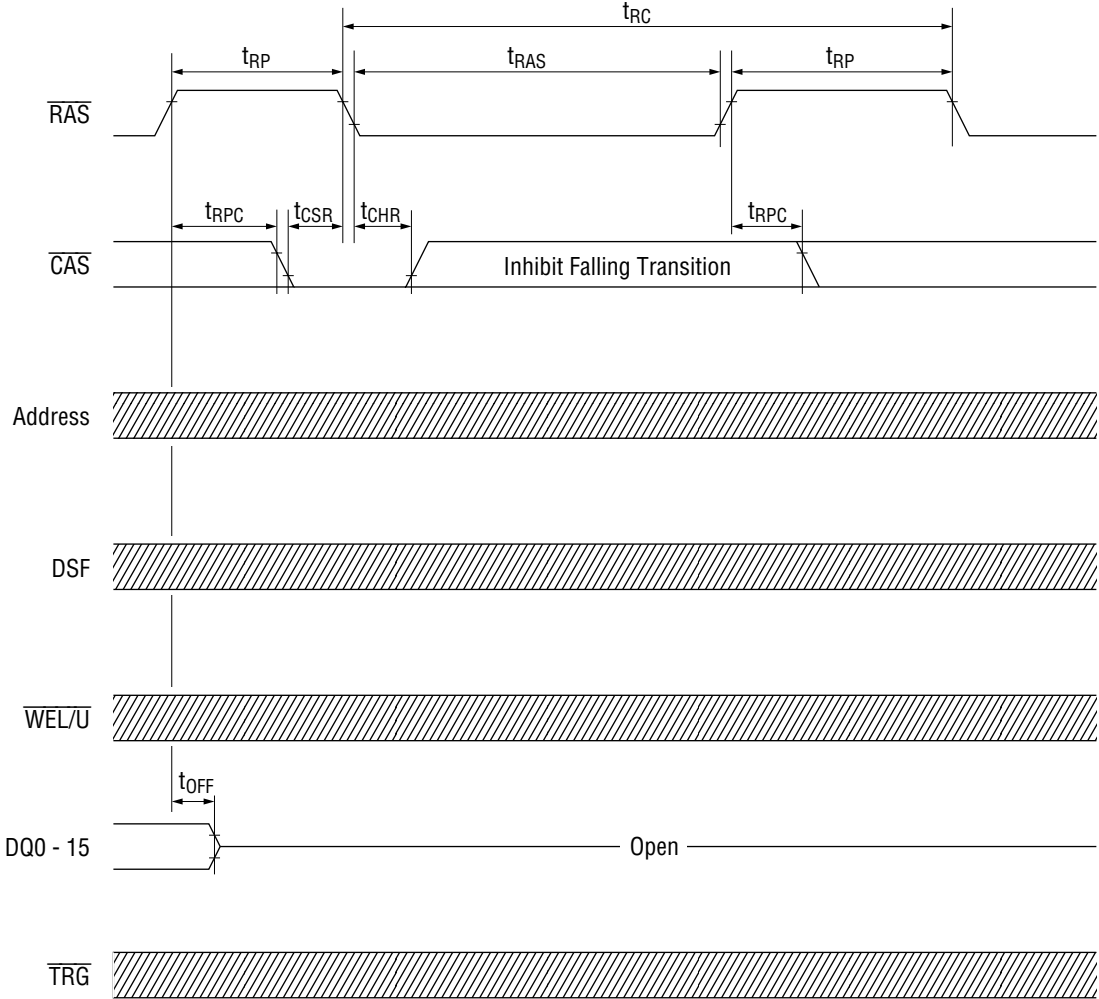 tRC
tRP tRAS tRP
RAS
tRPC tCSR tCHR tRPC
CAS Inhibit Falling Transition
Address
DSF
WEL/U
tOFF
DQ0 - 15 Open
TRG